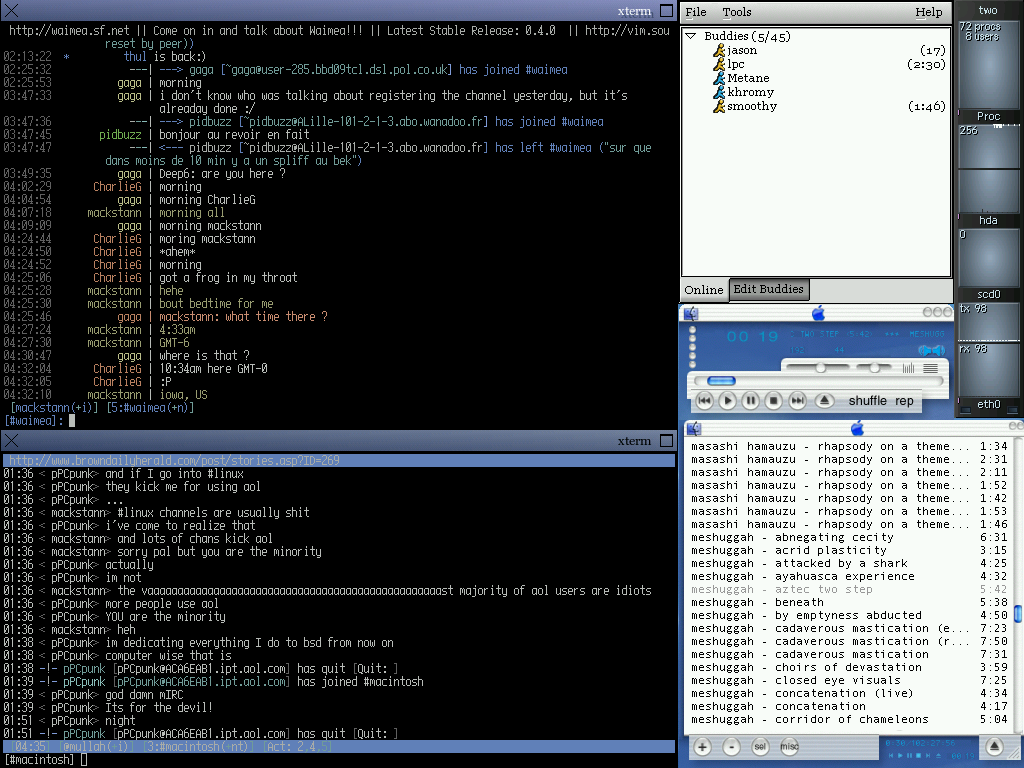 xterm
http://waimea.sf.net || Come on in and talk about Waimea!!! || Latest Stable Release: 0.4.0 || http://vim.sou
reset by peer))
02:13:22 * thul is back:)
02:25:32 ---| ---> gaga [~gaga@user-285.bbd09tcl.dsl.pol.co.uk] has joined #waimea
02:25:53 gaga | morning
03:47:33 gaga | i don't know who was talking about registering the channel yesterday, but it's
alreaday done :/
03:47:36 ---| ---> pidbuzz [~pidbuzz@ALille-101-2-1-3.abo.wanadoo.fr] has joined #waimea
03:47:45 pidbuzz | bonjour au revoir en fait
03:47:47 ---| <--- pidbuzz [~pidbuzz@ALille-101-2-1-3.abo.wanadoo.fr] has left #waimea ("sur que
dans moins de 10 min y a un spliff au bek")
03:49:35 gaga | Deep6: are you here ?
04:02:29 CharlieG | morning
04:04:54 gaga | morning CharlieG
04:07:18 mackstann | morning all
04:09:09 gaga | morning mackstann
04:24:44 CharlieG | moring mackstann
04:24:50 CharlieG | *ahem*
04:24:52 CharlieG | morning
04:25:06 CharlieG | got a frog in my throat
04:25:28 mackstann | hehe
04:25:30 mackstann | bout bedtime for me
04:25:46 gaga | mackstann: what time there ?
04:27:24 mackstann | 4:33am
04:27:30 mackstann | GMT-6
04:30:47 gaga | where is that ?
04:32:04 CharlieG | 10:34am here GMT-0
04:32:05 CharlieG | :P
04:32:10 mackstann | iowa, US
[mackstann(+i)] [5:#waimea(+n)]
[#waimea]:
xterm
http://www.browndailyherald.com/post/stories.asp?ID=269
01:36 < pPCpunk> and if I go into #linux
01:36 < pPCpunk> they kick me for using aol
01:36 < pPCpunk> ...
01:36 < mackstann> #linux channels are usually shit
01:36 < pPCpunk> i've come to realize that
01:36 < mackstann> and lots of chans kick aol
01:36 < mackstann> sorry pal but you are the minority
01:36 < pPCpunk> actually
01:36 < pPCpunk> im not
01:36 < mackstann> the vaaaaaaaaaaaaaaaaaaaaaaaaaaaaaaaaaaaaaaaaaaaaaaaaaaaaaaast majority of aol users are idiots
01:36 < pPCpunk> more people use aol
01:36 < pPCpunk> YOU are the minority
01:36 < mackstann> heh
01:36 < pPCpunk> im dedicating everything I do to bsd from now on
01:38 < pPCpunk> computer wise that is
01:38 -!- pPCpunk [pPCpunk@ACA6EAB1.ipt.aol.com] has quit [Quit: ]
01:39 -!- pPCpunk [pPCpunk@ACA6EAB1.ipt.aol.com] has joined #macintosh
01:39 < pPCpunk> god damn mIRC
01:39 < pPCpunk> Its for the devil!
01:51 < pPCpunk> night
01:51 -!- pPCpunk [pPCpunk@ACA6EAB1.ipt.aol.com] has quit [Quit: ]
[04:35] [@mullah(+i)] [3:#macintosh(+nt)] [Act: 2,4,5]
[#macintosh]
File Tools Help
Buddies (5/45)
jason (17)
lpc (2:30)
Metane
khromy
smoothy (1:46)
Online Edit Buddies
two
72 procs
8 users
Proc
256
hda
0
scd0
tx 98
rx 98
eth0
00 19
TWO STEP (5:42) *** MESHUGG
192 44
shuffle rep
masashi hamauzu - rhapsody on a theme... 1:34
masashi hamauzu - rhapsody on a theme... 2:31
masashi hamauzu - rhapsody on a theme... 2:11
masashi hamauzu - rhapsody on a theme... 1:52
masashi hamauzu - rhapsody on a theme... 1:42
masashi hamauzu - rhapsody on a theme... 1:53
masashi hamauzu - rhapsody on a theme... 1:46
meshuggah - abnegating cecity 6:31
meshuggah - acrid plasticity 3:15
meshuggah - attacked by a shark 4:25
meshuggah - ayahuasca experience 4:32
meshuggah - aztec two step 5:42
meshuggah - beneath 5:38
meshuggah - by emptyness abducted 4:50
meshuggah - cadaverous mastication (e... 7:23
meshuggah - cadaverous mastication (r... 7:50
meshuggah - cadaverous mastication 7:31
meshuggah - choirs of devastation 3:59
meshuggah - closed eye visuals 7:25
meshuggah - concatenation (live) 4:34
meshuggah - concatenation 4:17
meshuggah - corridor of chameleons 5:04
+ - sel misc